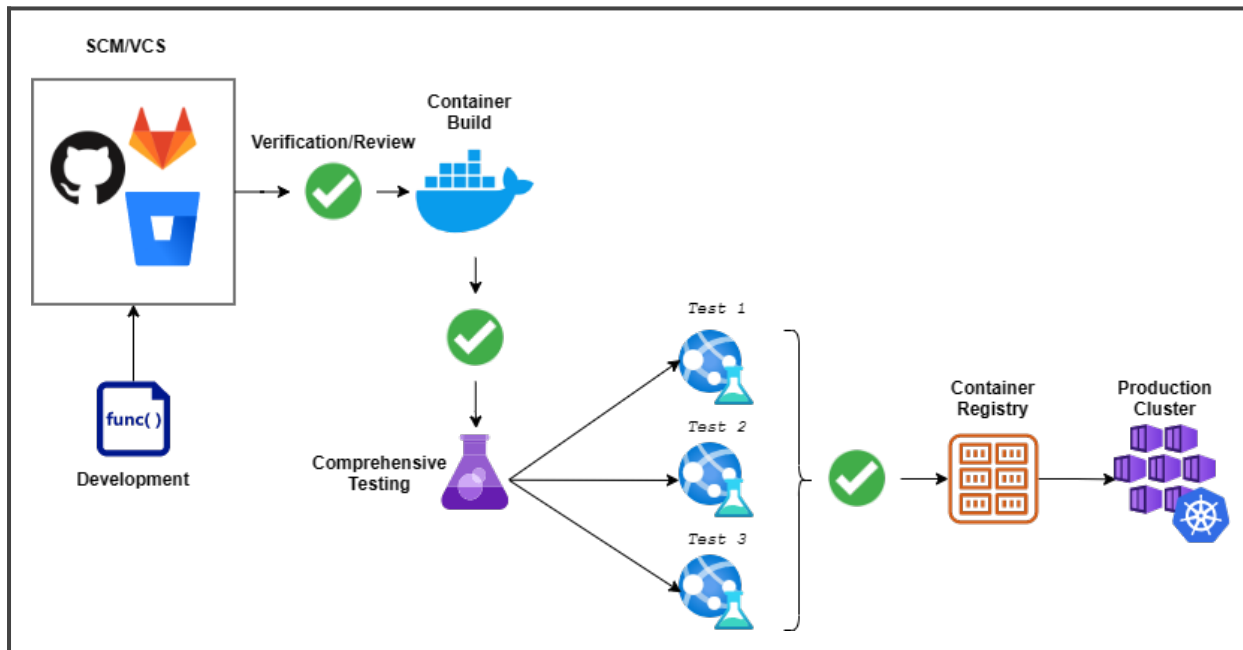 SCM/VCS
Verification/Review
Container
Build
func( )
Development
Comprehensive
Testing
Test 1
Test 2
Test 3
Container
Registry
Production
Cluster